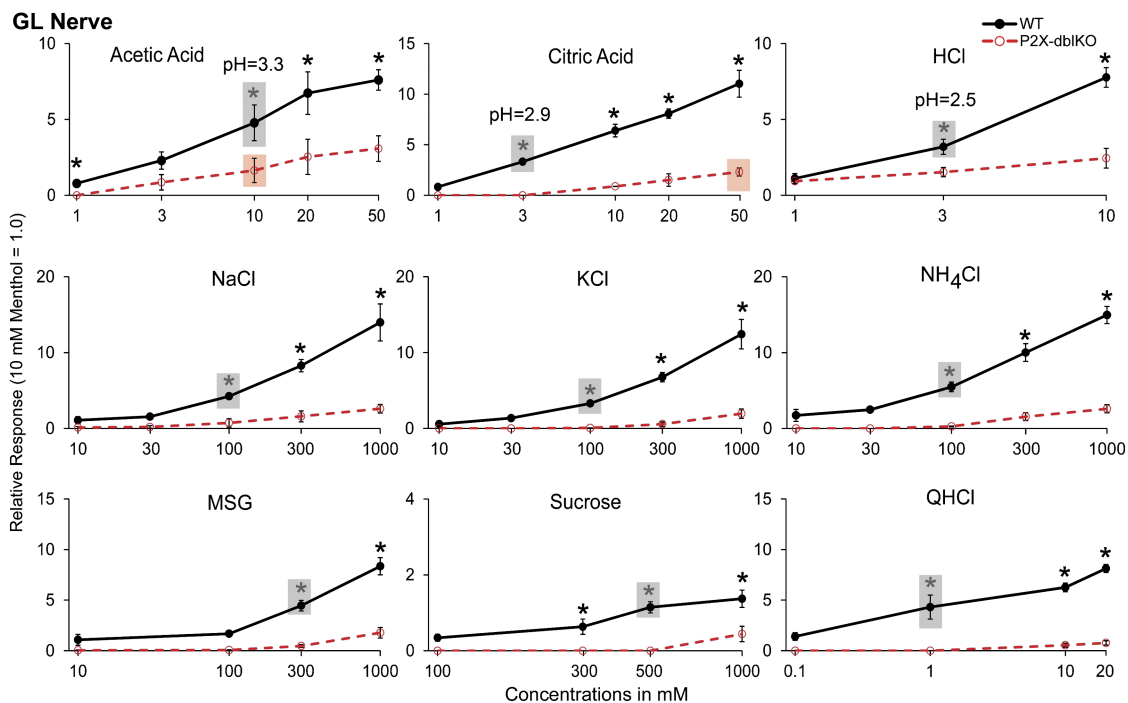 GL Nerve
WT
P2X-dblKO
Relative Response (10 mM Menthol = 1.0)
Acetic Acid
pH=3.3
10
5
0
* * * *
1 3 10 20 50
Citric Acid
pH=2.9
15
10
5
0
* * * *
1 3 10 20 50
HCl
pH=2.5
10
5
0
* *
1 3 10
NaCl
20
10
0
* * *
10 30 100 300 1000
KCl
20
10
0
* * *
10 30 100 300 1000
NH4Cl
20
10
0
* * *
10 30 100 300 1000
MSG
15
10
5
0
* *
10 100 300 1000
Sucrose
4
2
0
* * *
100 300 500 1000
QHCl
15
10
5
0
* * *
0.1 1 10 20
Concentrations in mM